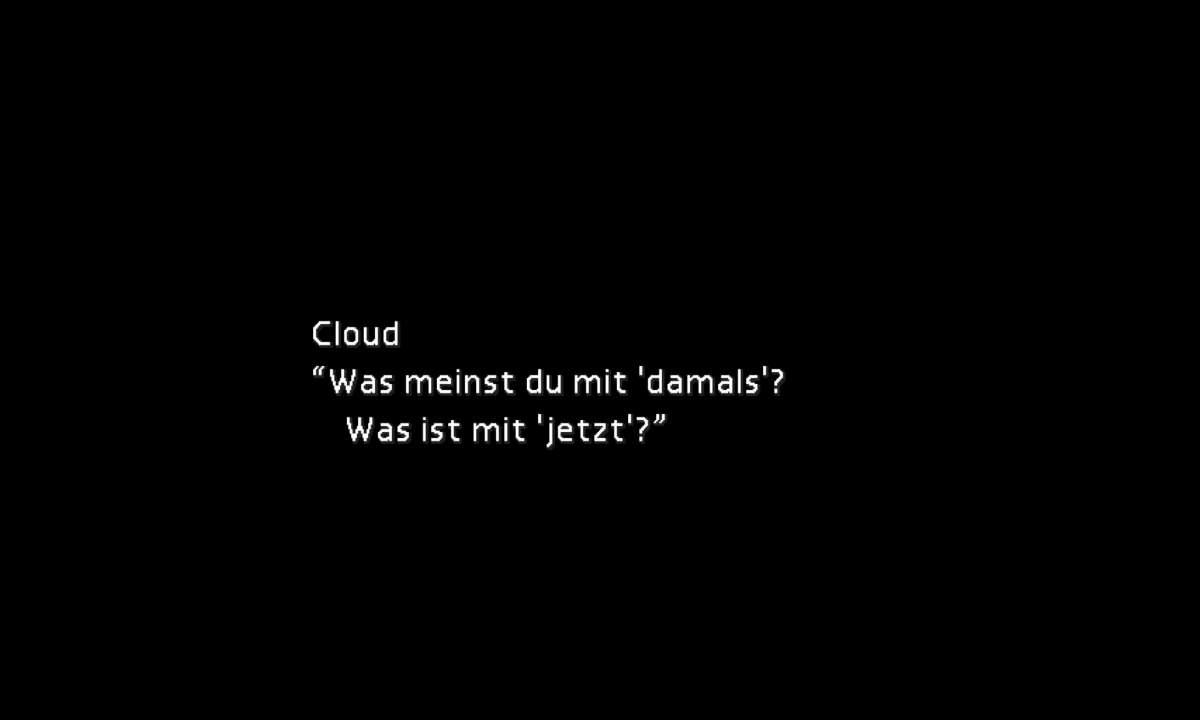 Cloud
“Was meinst du mit 'damals'?
Was ist mit 'jetzt'?”